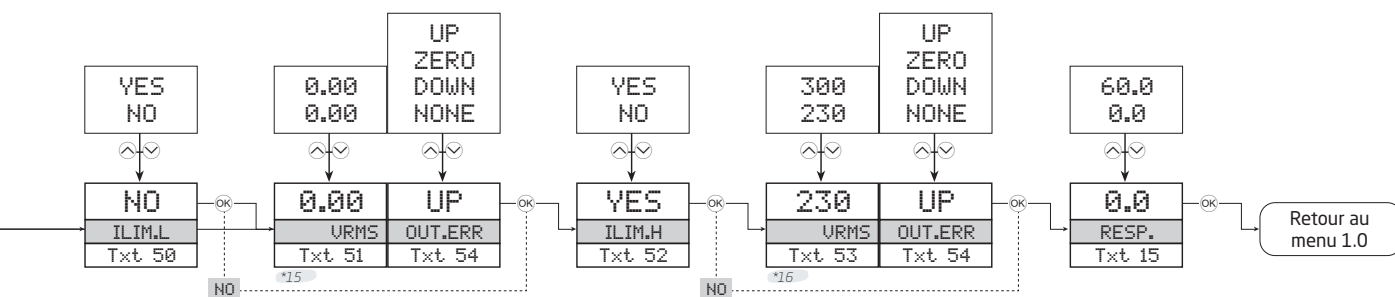 YES
NO
NO
ILIM.L
Txt 50
OK
NO
0.00
0.00
0.00
VRMS
Txt 51
*15
UP
ZERO
DOWN
NONE
UP
OUT.ERR
Txt 54
OK
YES
NO
YES
ILIM.H
Txt 52
OK
NO
300
230
230
VRMS
Txt 53
*16
UP
ZERO
DOWN
NONE
UP
OUT.ERR
Txt 54
OK
60.0
0.0
0.0
RESP.
Txt 15
OK
Retour au
menu 1.0